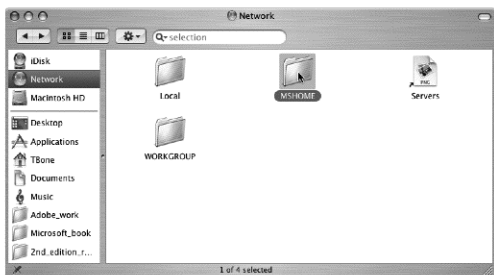 Network
selection
iDisk
Network
Macintosh HD
Desktop
Applications
TBone
Documents
Music
Adobe_work
Microsoft_book
2nd_edition_r...
Local
MSHOME
PNG
Servers
WORKGROUP
1 of 4 selected